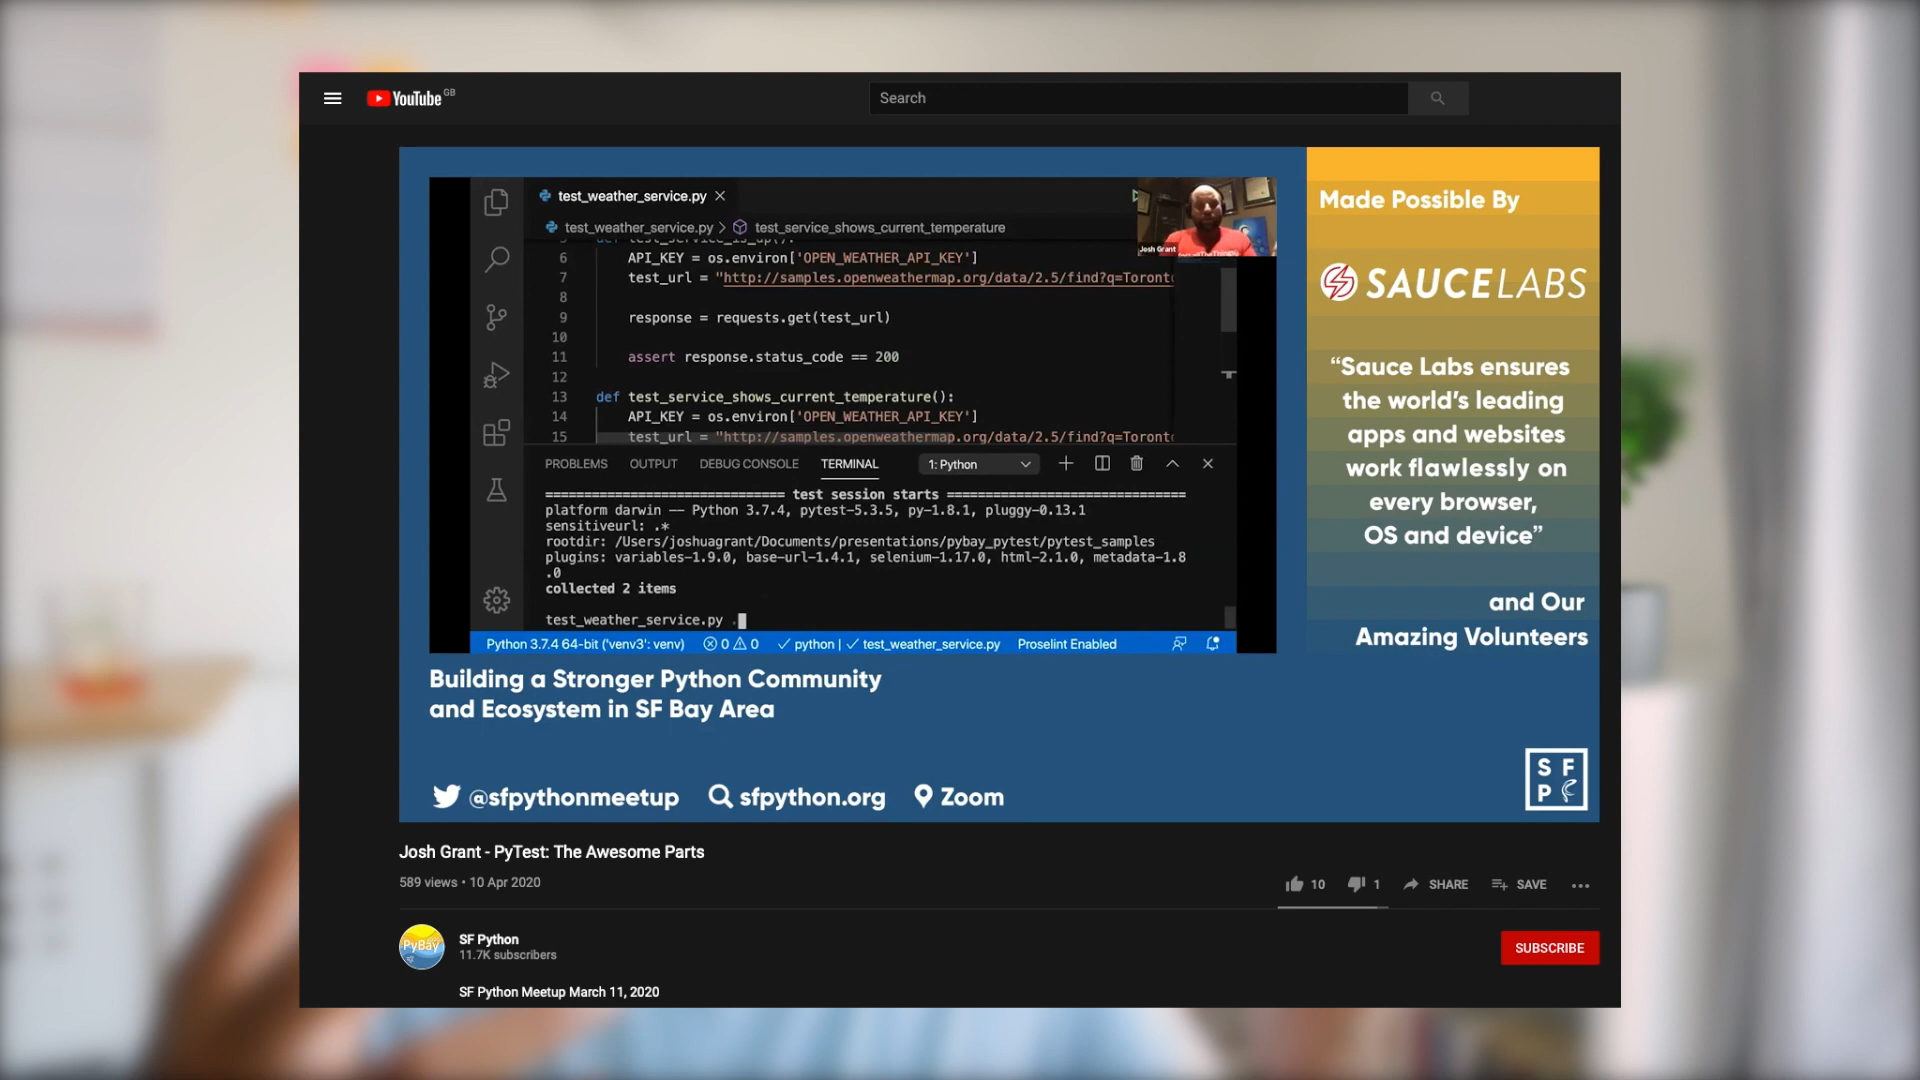 YouTube GB
Search
test_weather_service.py
test_weather_service.py > test_service_shows_current_temperature
5 def test_service_is_up():
6 API_KEY = os.environ['OPEN_WEATHER_API_KEY']
7 test_url = "http://samples.openweathermap.org/data/2.5/find?q=Toronto
8
9 response = requests.get(test_url)
10
11 assert response.status_code == 200
12
13 def test_service_shows_current_temperature():
14 API_KEY = os.environ['OPEN_WEATHER_API_KEY']
15 test_url = "http://samples.openweathermap.org/data/2.5/find?q=Toronto
Josh Grant
PROBLEMS OUTPUT DEBUG CONSOLE TERMINAL 1: Python
============================== test session starts ==============================
platform darwin -- Python 3.7.4, pytest-5.3.5, py-1.8.1, pluggy-0.13.1
sensitiveurl: .*
rootdir: /Users/joshuagrant/Documents/presentations/pybay_pytest/pytest_samples
plugins: variables-1.9.0, base-url-1.4.1, selenium-1.17.0, html-2.1.0, metadata-1.8
.0
collected 2 items
test_weather_service.py .
Python 3.7.4 64-bit ('venv3': venv) 0 0 python | test_weather_service.py Proselint Enabled
Made Possible By
SAUCELABS
“Sauce Labs ensures
the world’s leading
apps and websites
work flawlessly on
every browser,
OS and device”
and Our
Amazing Volunteers
Building a Stronger Python Community
and Ecosystem in SF Bay Area
@sfpythonmeetup sfpython.org Zoom
S F
P
Josh Grant - PyTest: The Awesome Parts
589 views • 10 Apr 2020
10 1 SHARE SAVE
PyBay
SF Python
11.7K subscribers
SUBSCRIBE
SF Python Meetup March 11, 2020